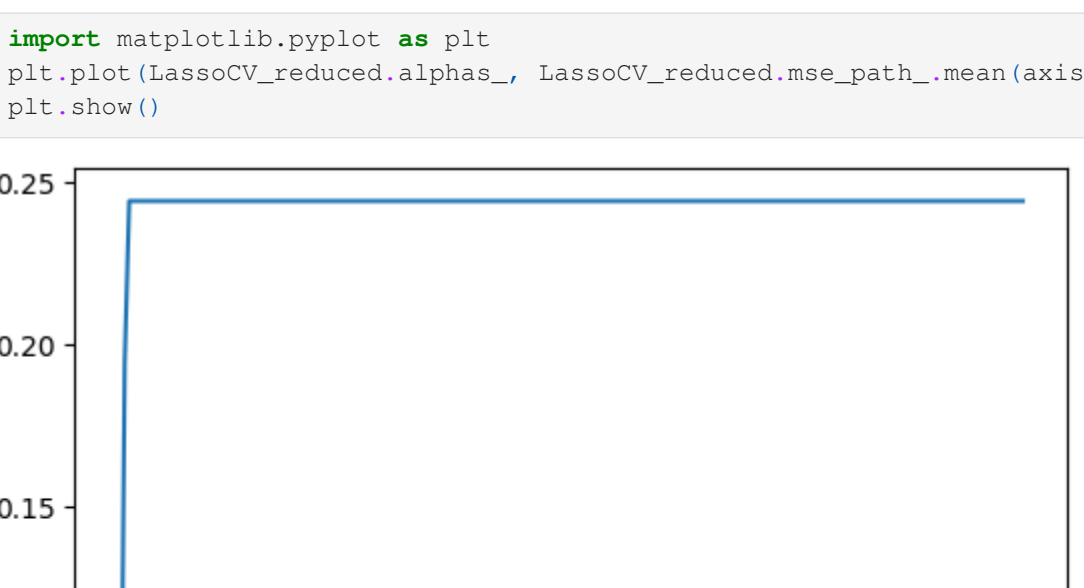 import matplotlib.pyplot as plt
plt.plot(LassoCV_reduced.alphas_, LassoCV_reduced.mse_path_.mean(axis
plt.show()
0.25
0.20
0.15